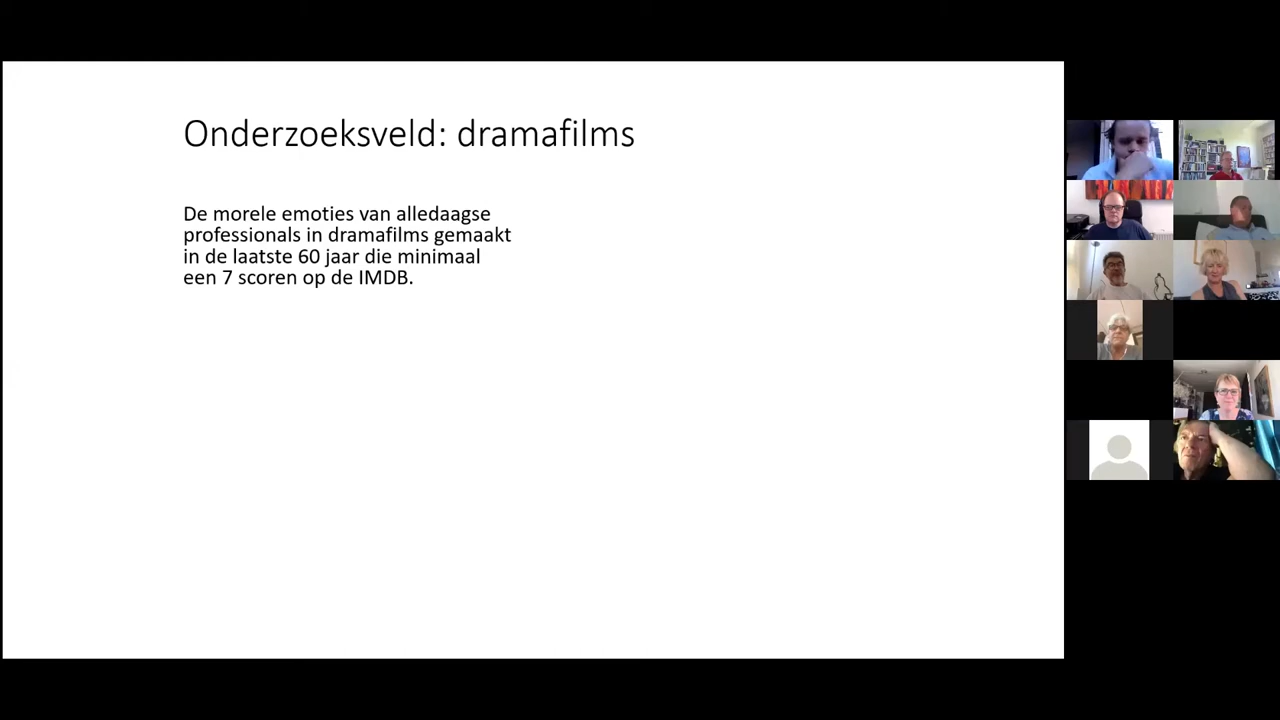 Onderzoeksveld: dramafilms
De morele emoties van alledaagse
professionals in dramafilms gemaakt
in de laatste 60 jaar die minimaal
een 7 scoren op de IMDB.